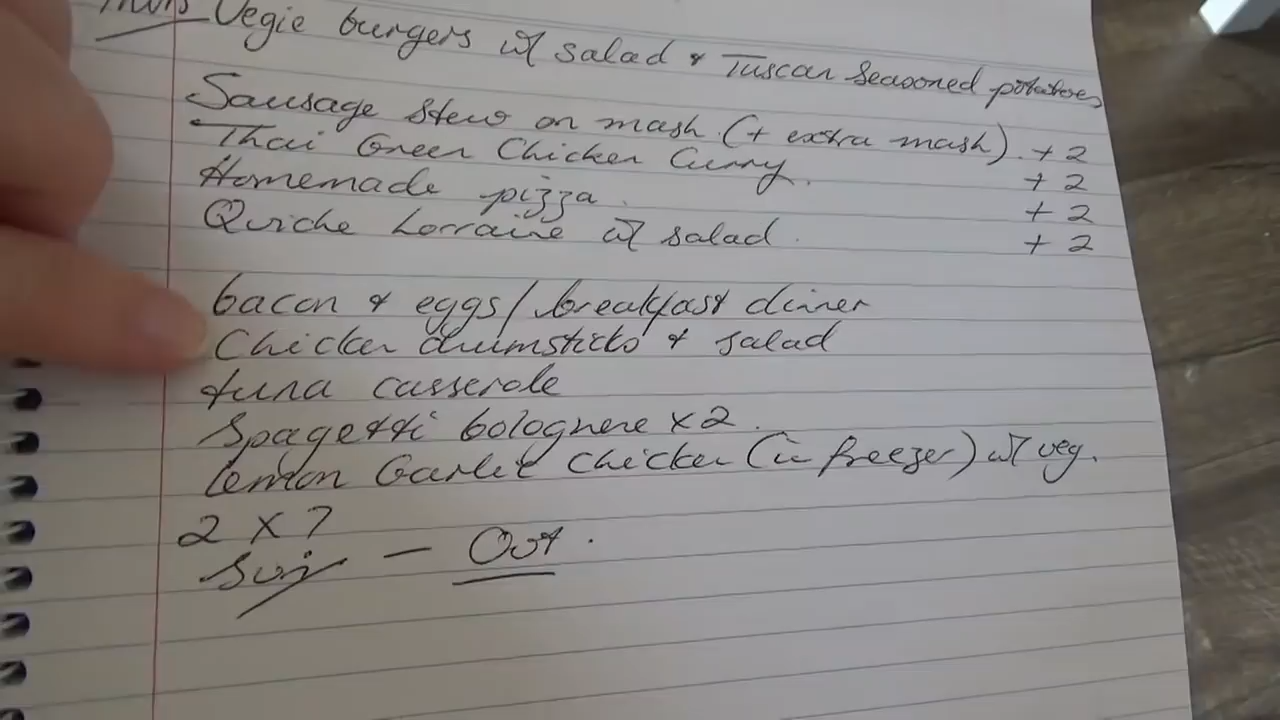 Thurs Vegie burgers w/ salad & Tuscan Seasoned potatoes
Sausage Stew on mash (+ extra mash). + 2
Thai Green Chicken Curry. + 2
Homemade pizza. + 2
Quiche Lorraine w/ salad. + 2
bacon & eggs/breakfast dinner
Chicken drumsticks & salad
tuna casserole
Spagetti bolognese x 2.
Lemon Garlic Chicken (in freezer) w/ veg.
2 x ?
Sun — Out.